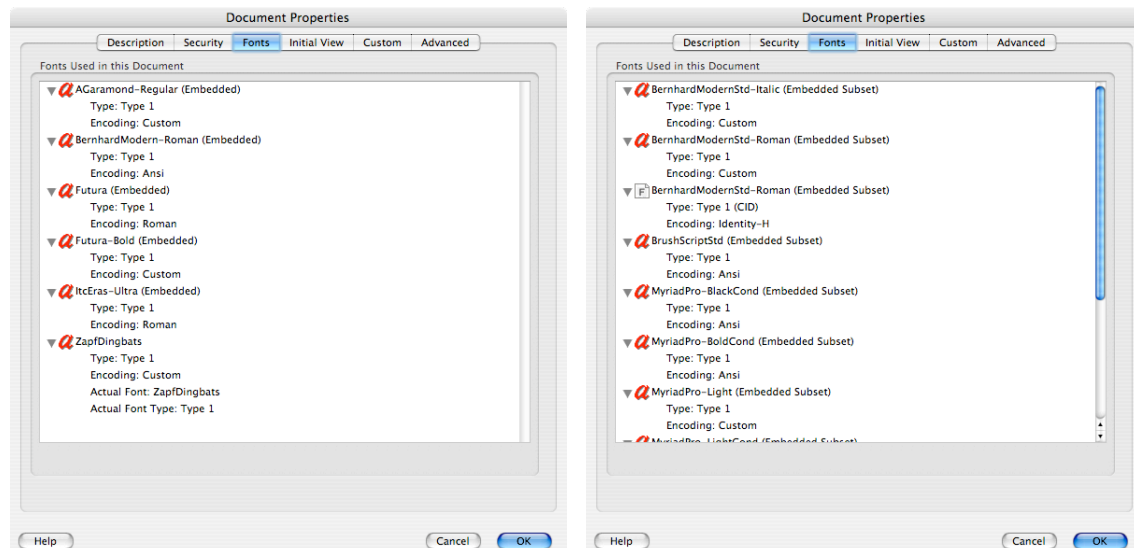 Document Properties
Description Security Fonts Initial View Custom Advanced
Fonts Used in this Document
AGaramond-Regular (Embedded)
Type: Type 1
Encoding: Custom
BernhardModern-Roman (Embedded)
Type: Type 1
Encoding: Ansi
Futura (Embedded)
Type: Type 1
Encoding: Roman
Futura-Bold (Embedded)
Type: Type 1
Encoding: Custom
ItcEras-Ultra (Embedded)
Type: Type 1
Encoding: Roman
ZapfDingbats
Type: Type 1
Encoding: Custom
Actual Font: ZapfDingbats
Actual Font Type: Type 1
Help Cancel OK
Document Properties
Description Security Fonts Initial View Custom Advanced
Fonts Used in this Document
BernhardModernStd-Italic (Embedded Subset)
Type: Type 1
Encoding: Custom
BernhardModernStd-Roman (Embedded Subset)
Type: Type 1
Encoding: Custom
BernhardModernStd-Roman (Embedded Subset)
Type: Type 1 (CID)
Encoding: Identity-H
BrushScriptStd (Embedded Subset)
Type: Type 1
Encoding: Ansi
MyriadPro-BlackCond (Embedded Subset)
Type: Type 1
Encoding: Ansi
MyriadPro-BoldCond (Embedded Subset)
Type: Type 1
Encoding: Ansi
MyriadPro-Light (Embedded Subset)
Type: Type 1
Encoding: Custom
MyriadPro-LightCond (Embedded Subset)
Help Cancel OK